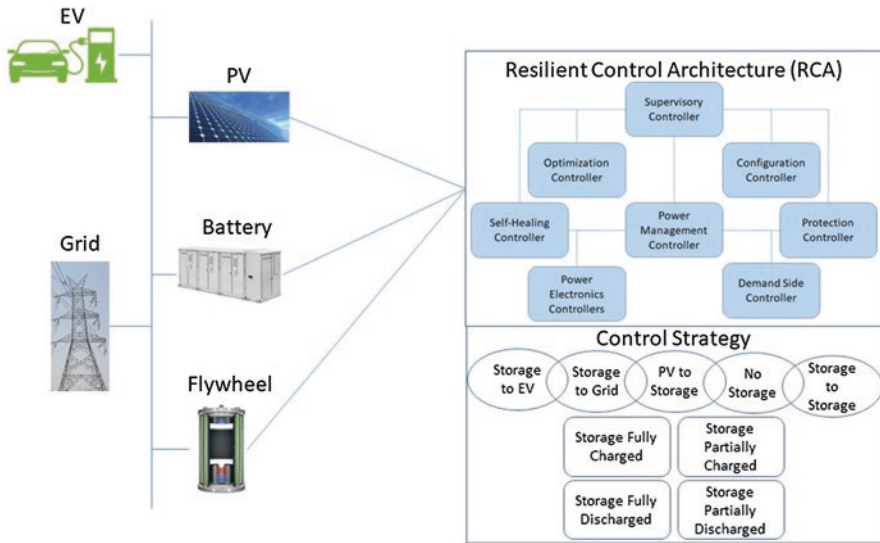 EV
PV
Battery
Grid
Flywheel
Resilient Control Architecture (RCA)
Supervisory
Controller
Optimization
Controller
Configuration
Controller
Self-Healing
Controller
Power
Management
Controller
Protection
Controller
Power
Electronics
Controllers
Demand Side
Controller
Control Strategy
Storage
to EV
Storage
to Grid
PV to
Storage
No
Storage
Storage
to
Storage
Storage Fully
Charged
Storage
Partially
Charged
Storage Fully
Discharged
Storage
Partially
Discharged